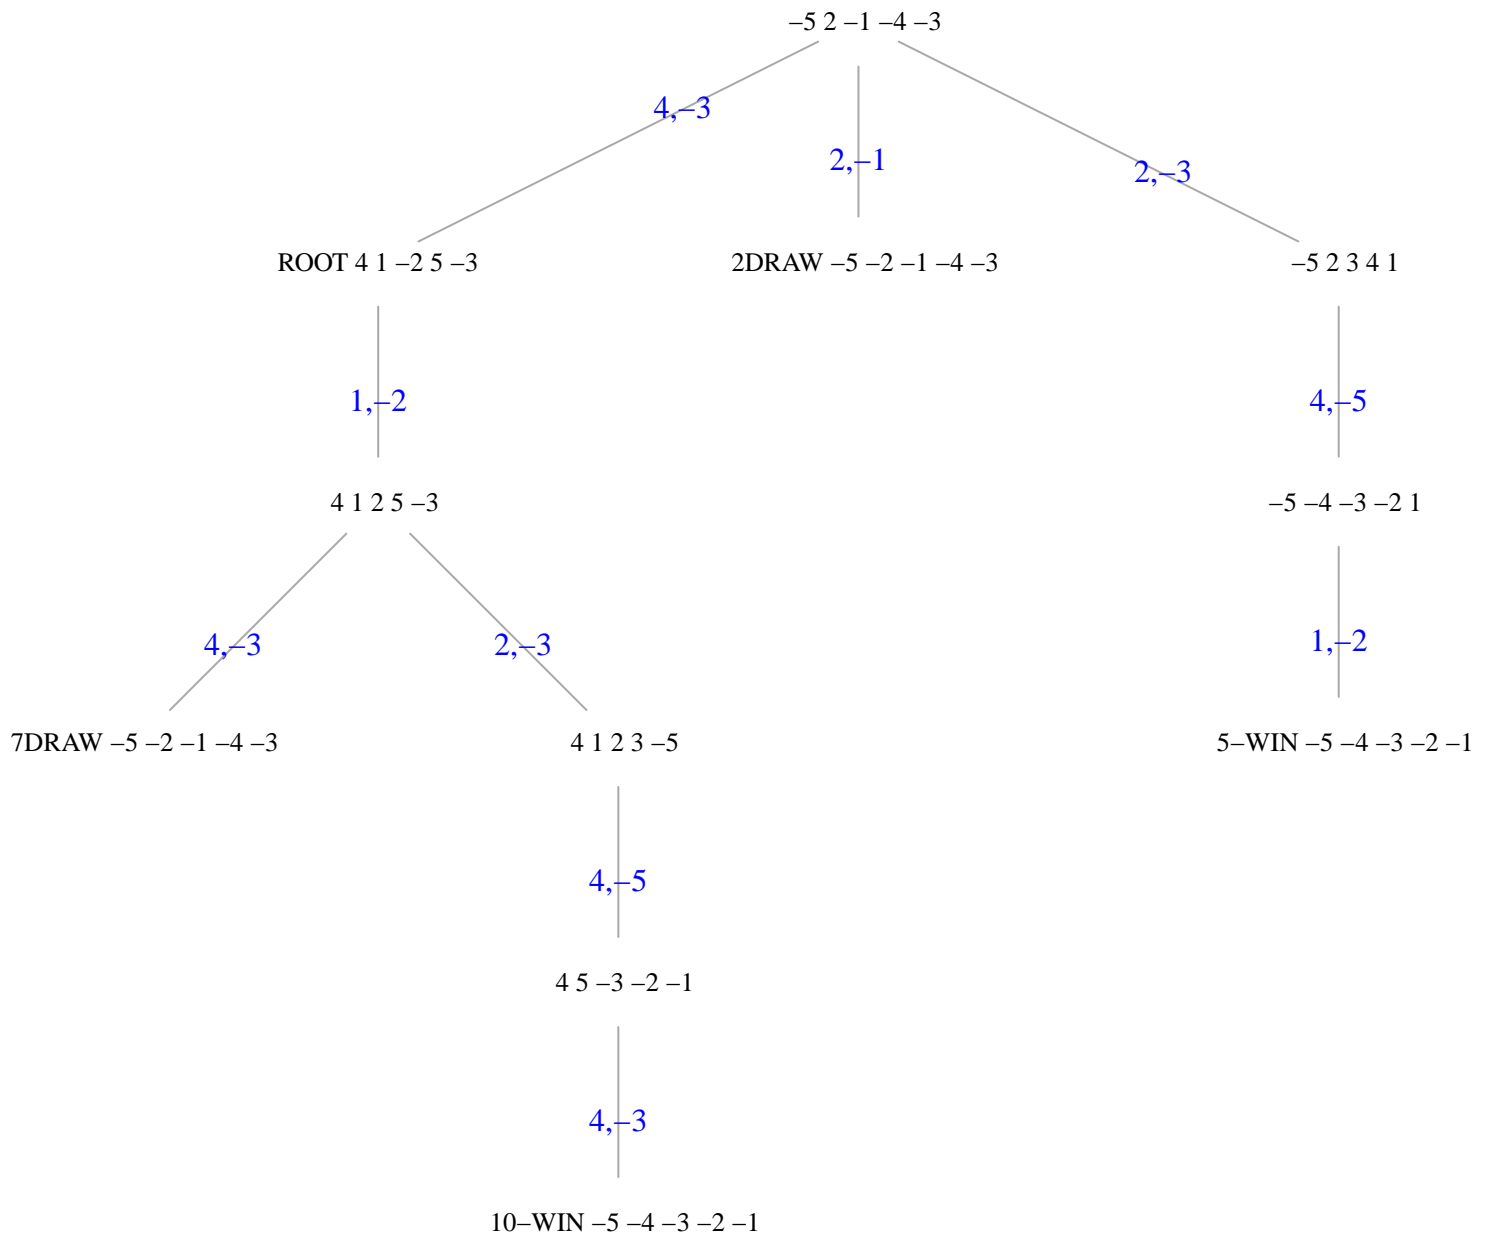 –5 2 –1 –4 –3
4,–3
2,–1
2,–3
ROOT 4 1 –2 5 –3
2DRAW –5 –2 –1 –4 –3
–5 2 3 4 1
1,–2
4,–5
4 1 2 5 –3
–5 –4 –3 –2 1
4,–3
2,–3
1,–2
7DRAW –5 –2 –1 –4 –3
4 1 2 3 –5
5–WIN –5 –4 –3 –2 –1
4,–5
4 5 –3 –2 –1
4,–3
10–WIN –5 –4 –3 –2 –1